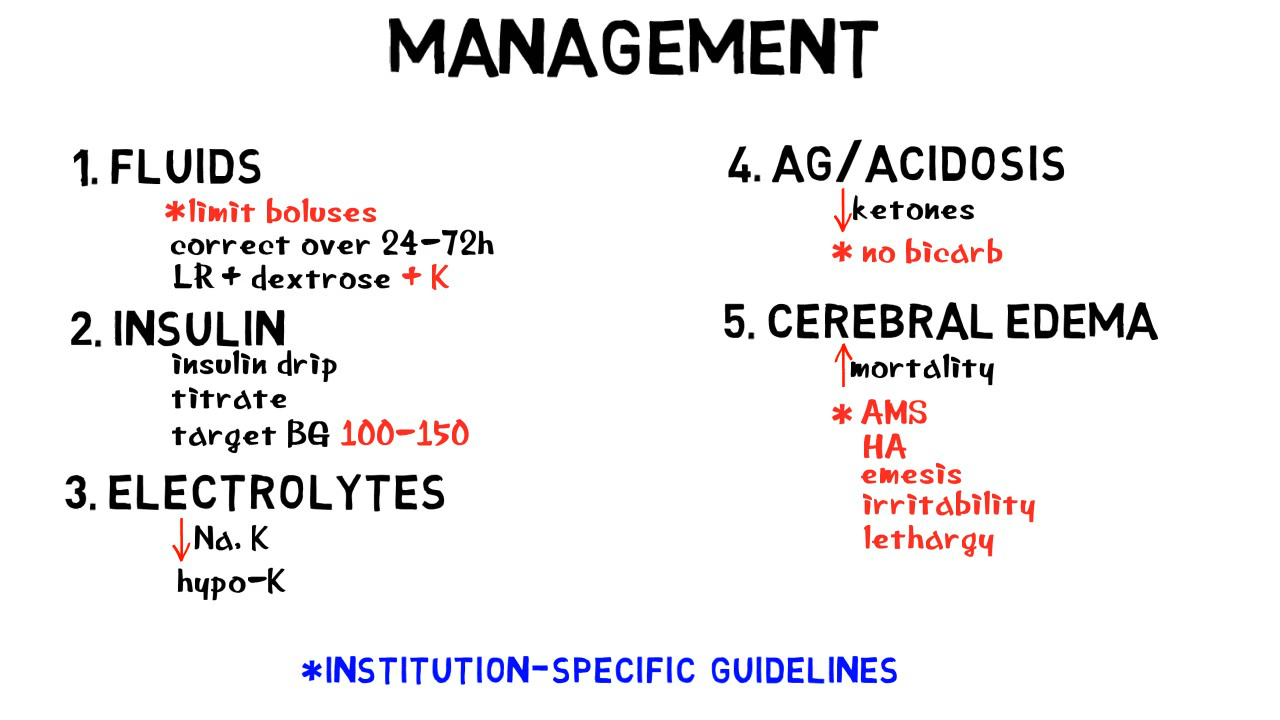 MANAGEMENT
1. FLUIDS
*limit boluses
correct over 24-72h
LR + dextrose + K
2. INSULIN
insulin drip
titrate
target BG 100-150
3. ELECTROLYTES
↓Na, K
hypo-K
4. AG/ACIDOSIS
↓ketones
* no bicarb
5. CEREBRAL EDEMA
↑mortality
* AMS
HA
emesis
irritability
lethargy
*INSTITUTION-SPECIFIC GUIDELINES